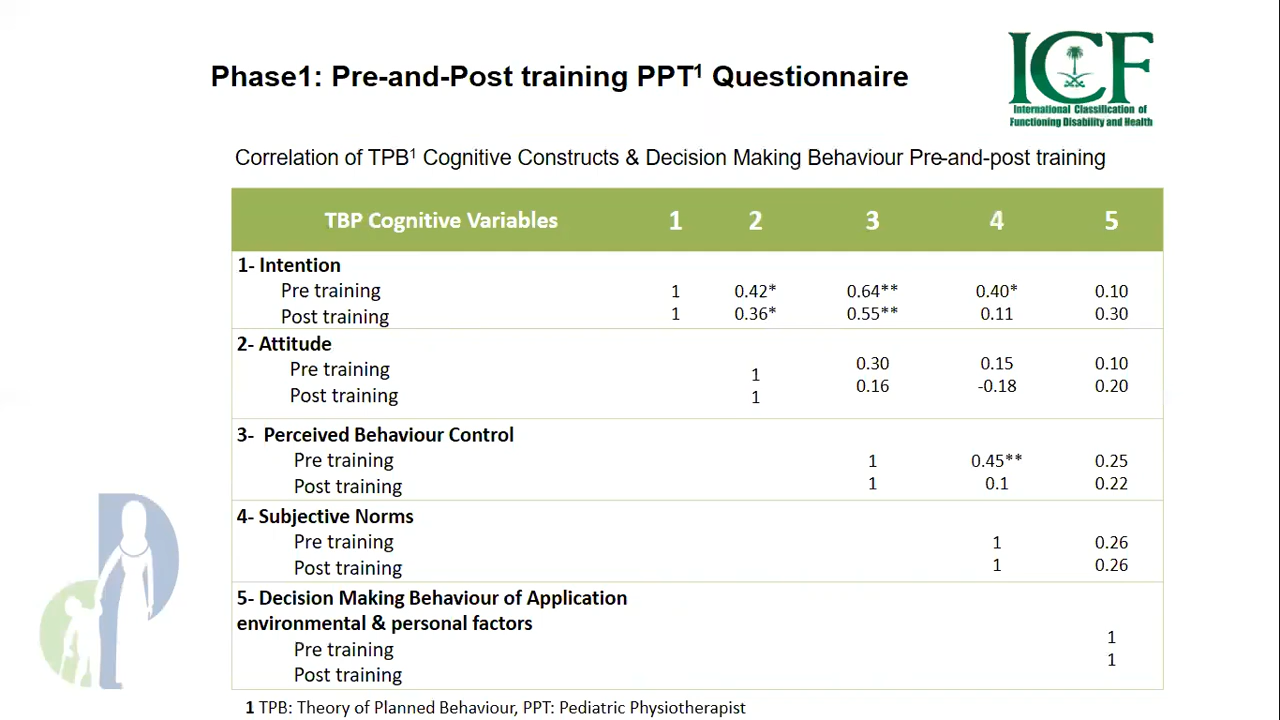 ICF
International Classification of
Functioning Disability and Health
Phase1: Pre-and-Post training PPT¹ Questionnaire
Correlation of TPB¹ Cognitive Constructs & Decision Making Behaviour Pre-and-post training
TBP Cognitive Variables 1 2 3 4 5
1- Intention
Pre training 1 0.42* 0.64** 0.40* 0.10
Post training 1 0.36* 0.55** 0.11 0.30
2- Attitude
Pre training 1 0.30 0.15 0.10
Post training 1 0.16 -0.18 0.20
3- Perceived Behaviour Control
Pre training 1 0.45** 0.25
Post training 1 0.1 0.22
4- Subjective Norms
Pre training 1 0.26
Post training 1 0.26
5- Decision Making Behaviour of Application
environmental & personal factors
Pre training 1
Post training 1
1 TPB: Theory of Planned Behaviour, PPT: Pediatric Physiotherapist